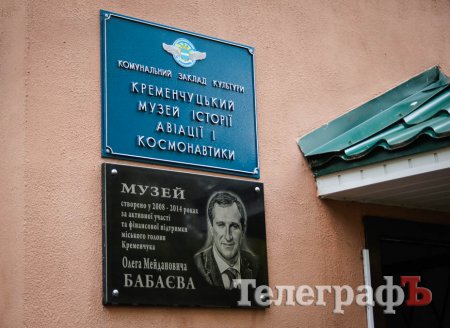 КОМУНАЛЬНИЙ ЗАКЛАД КУЛЬТУРИ
КРЕМЕНЧУЦЬКИЙ
МУЗЕЙ ІСТОРІЇ
АВІАЦІЇ І
КОСМОНАВТИКИ
МУЗЕЙ
створено у 2008 - 2014 роках
за активної участі
та фінансової підтримки
міського голови
Кременчука
Олега Мейдановича
БАБАЄВА
ТелеграфЪ